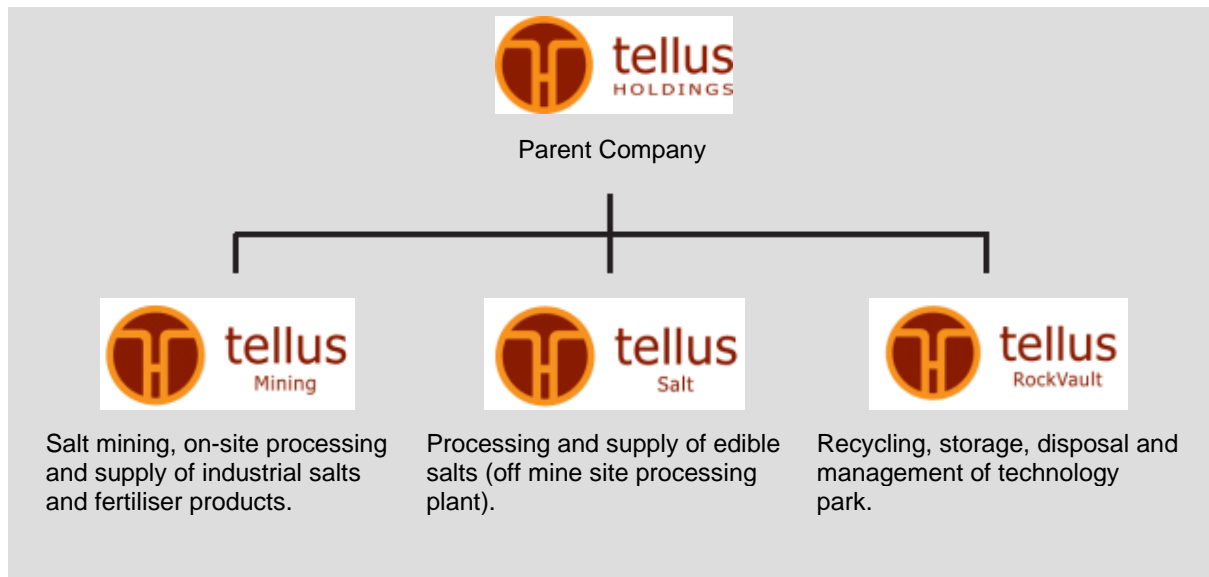 tellus
HOLDINGS
Parent Company
tellus
Mining
Salt mining, on-site processing
and supply of industrial salts
and fertiliser products.
tellus
Salt
Processing and supply of edible
salts (off mine site processing
plant).
tellus
RockVault
Recycling, storage, disposal and
management of technology
park.